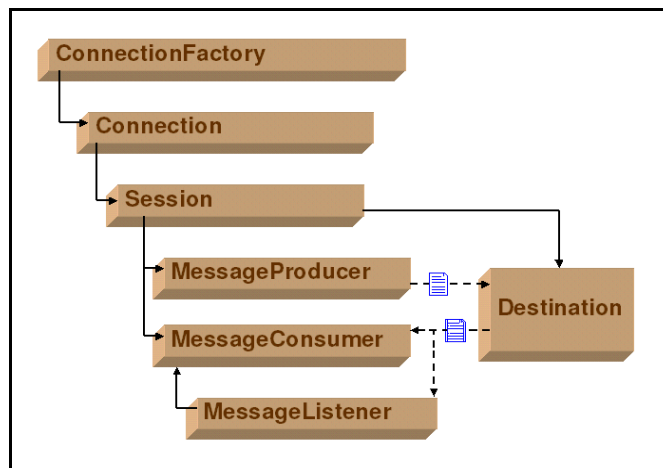 ConnectionFactory
Connection
Session
MessageProducer
Destination
MessageConsumer
MessageListener